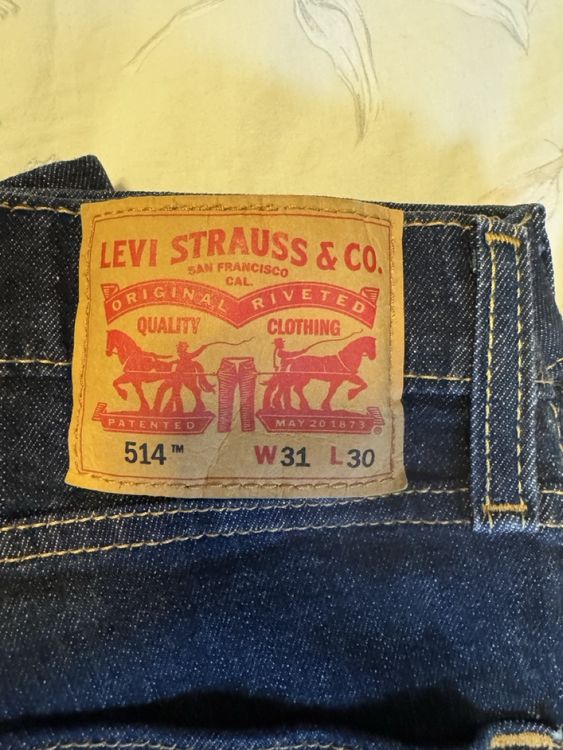 LEVI STRAUSS & CO.
SAN FRANCISCO
CAL.
ORIGINAL RIVETED
QUALITY CLOTHING
PATENTED MAY 20 1873 ®
514™ W31 L30